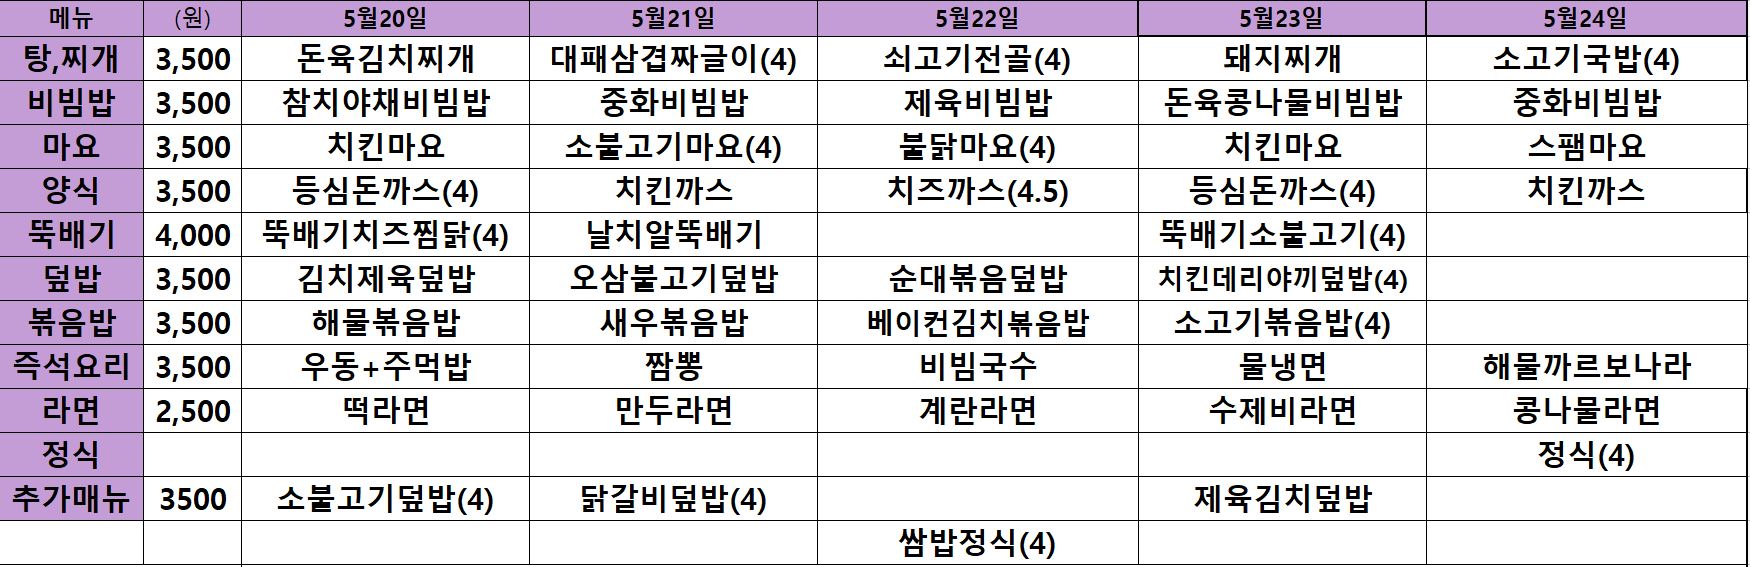 메뉴 (원) 5월20일 5월21일 5월22일 5월23일 5월24일
탕,찌개 3,500 돈육김치찌개 대패삼겹짜글이(4) 쇠고기전골(4) 돼지찌개 소고기국밥(4)
비빔밥 3,500 참치야채비빔밥 중화비빔밥 제육비빔밥 돈육콩나물비빔밥 중화비빔밥
마요 3,500 치킨마요 소불고기마요(4) 불닭마요(4) 치킨마요 스팸마요
양식 3,500 등심돈까스(4) 치킨까스 치즈까스(4.5) 등심돈까스(4) 치킨까스
뚝배기 4,000 뚝배기치즈찜닭(4) 날치알뚝배기 뚝배기소불고기(4)
덮밥 3,500 김치제육덮밥 오삼불고기덮밥 순대볶음덮밥 치킨데리야끼덮밥(4)
볶음밥 3,500 해물볶음밥 새우볶음밥 베이컨김치볶음밥 소고기볶음밥(4)
즉석요리 3,500 우동+주먹밥 짬뽕 비빔국수 물냉면 해물까르보나라
라면 2,500 떡라면 만두라면 계란라면 수제비라면 콩나물라면
정식 정식(4)
추가매뉴 3500 소불고기덮밥(4) 닭갈비덮밥(4) 제육김치덮밥
쌈밥정식(4)